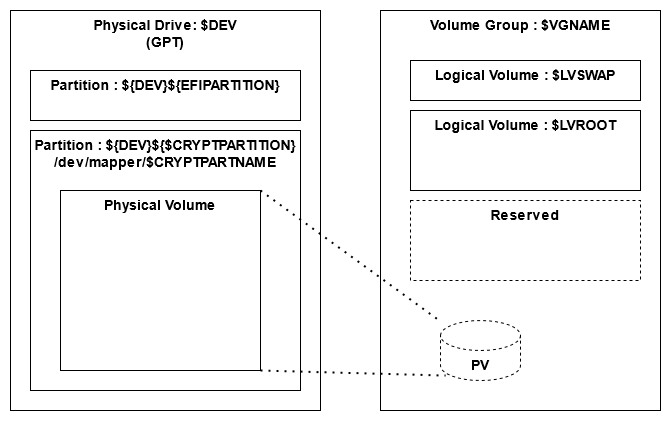 Physical Drive: $DEV
(GPT)
Partition : ${DEV}${EFIPARTITION}
Partition : ${DEV}${$CRYPTPARTITION}
/dev/mapper/$CRYPTPARTNAME
Physical Volume
Volume Group : $VGNAME
Logical Volume : $LVSWAP
Logical Volume : $LVROOT
Reserved
PV